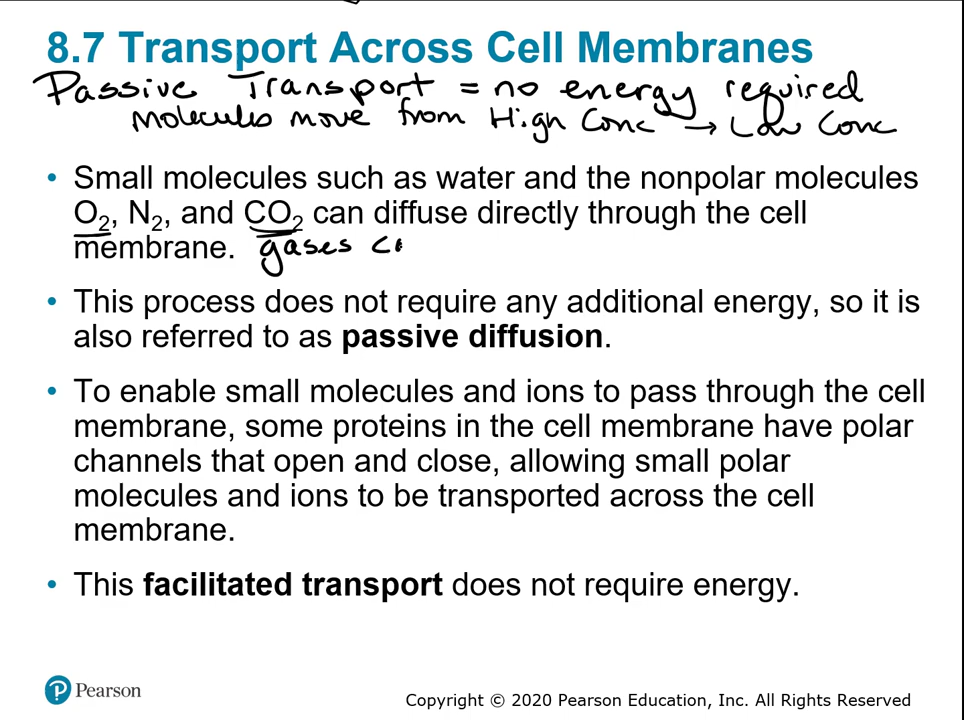 8.7 Transport Across Cell Membranes
Passive Transport = no energy required
Molecules move from High Conc → Low Conc
• Small molecules such as water and the nonpolar molecules
O₂, N₂, and CO₂ can diffuse directly through the cell
membrane. gases
• This process does not require any additional energy, so it is
also referred to as passive diffusion.
• To enable small molecules and ions to pass through the cell
membrane, some proteins in the cell membrane have polar
channels that open and close, allowing small polar
molecules and ions to be transported across the cell
membrane.
• This facilitated transport does not require energy.
P Pearson
Copyright © 2020 Pearson Education, Inc. All Rights Reserved